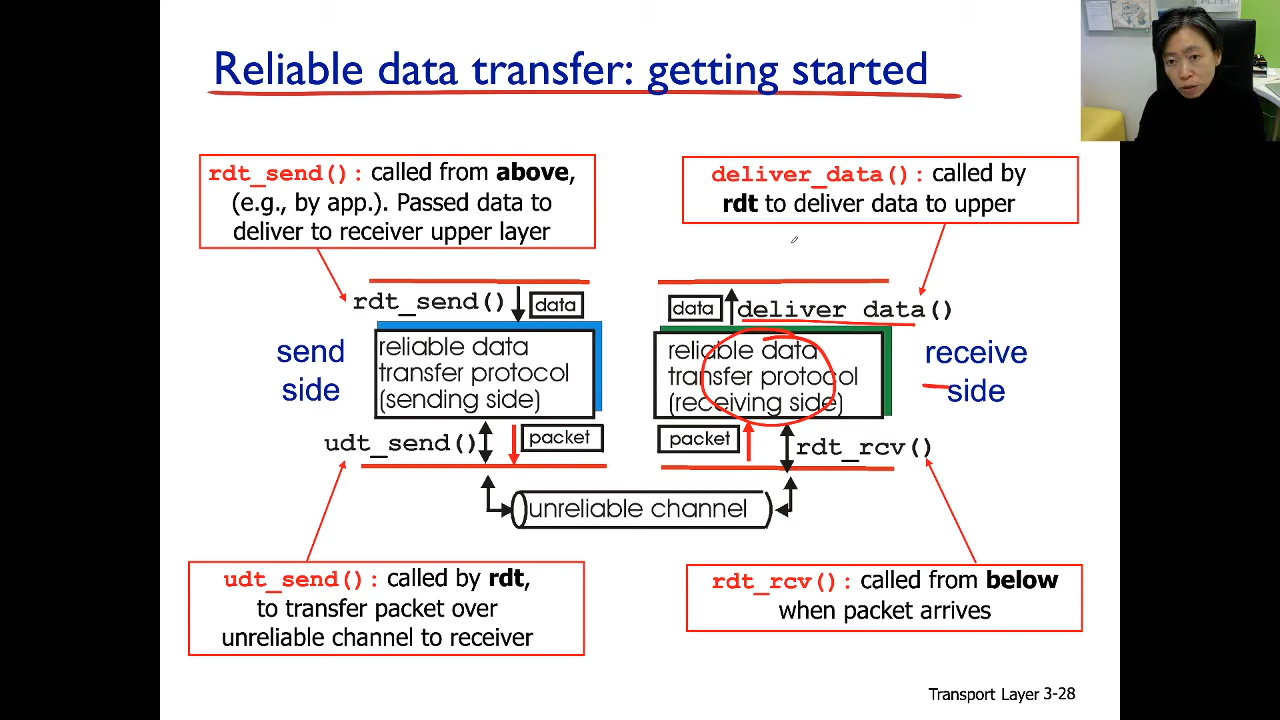 Reliable data transfer: getting started
rdt_send(): called from above,
(e.g., by app.). Passed data to
deliver to receiver upper layer
deliver_data(): called by
rdt to deliver data to upper
rdt_send()
data
data
deliver data()
send
side
reliable data
transfer protocol
(sending side)
reliable data
transfer protocol
(receiving side)
receive
side
udt_send()
packet
packet
rdt_rcv()
unreliable channel
udt_send(): called by rdt,
to transfer packet over
unreliable channel to receiver
rdt_rcv(): called from below
when packet arrives
Transport Layer 3-28